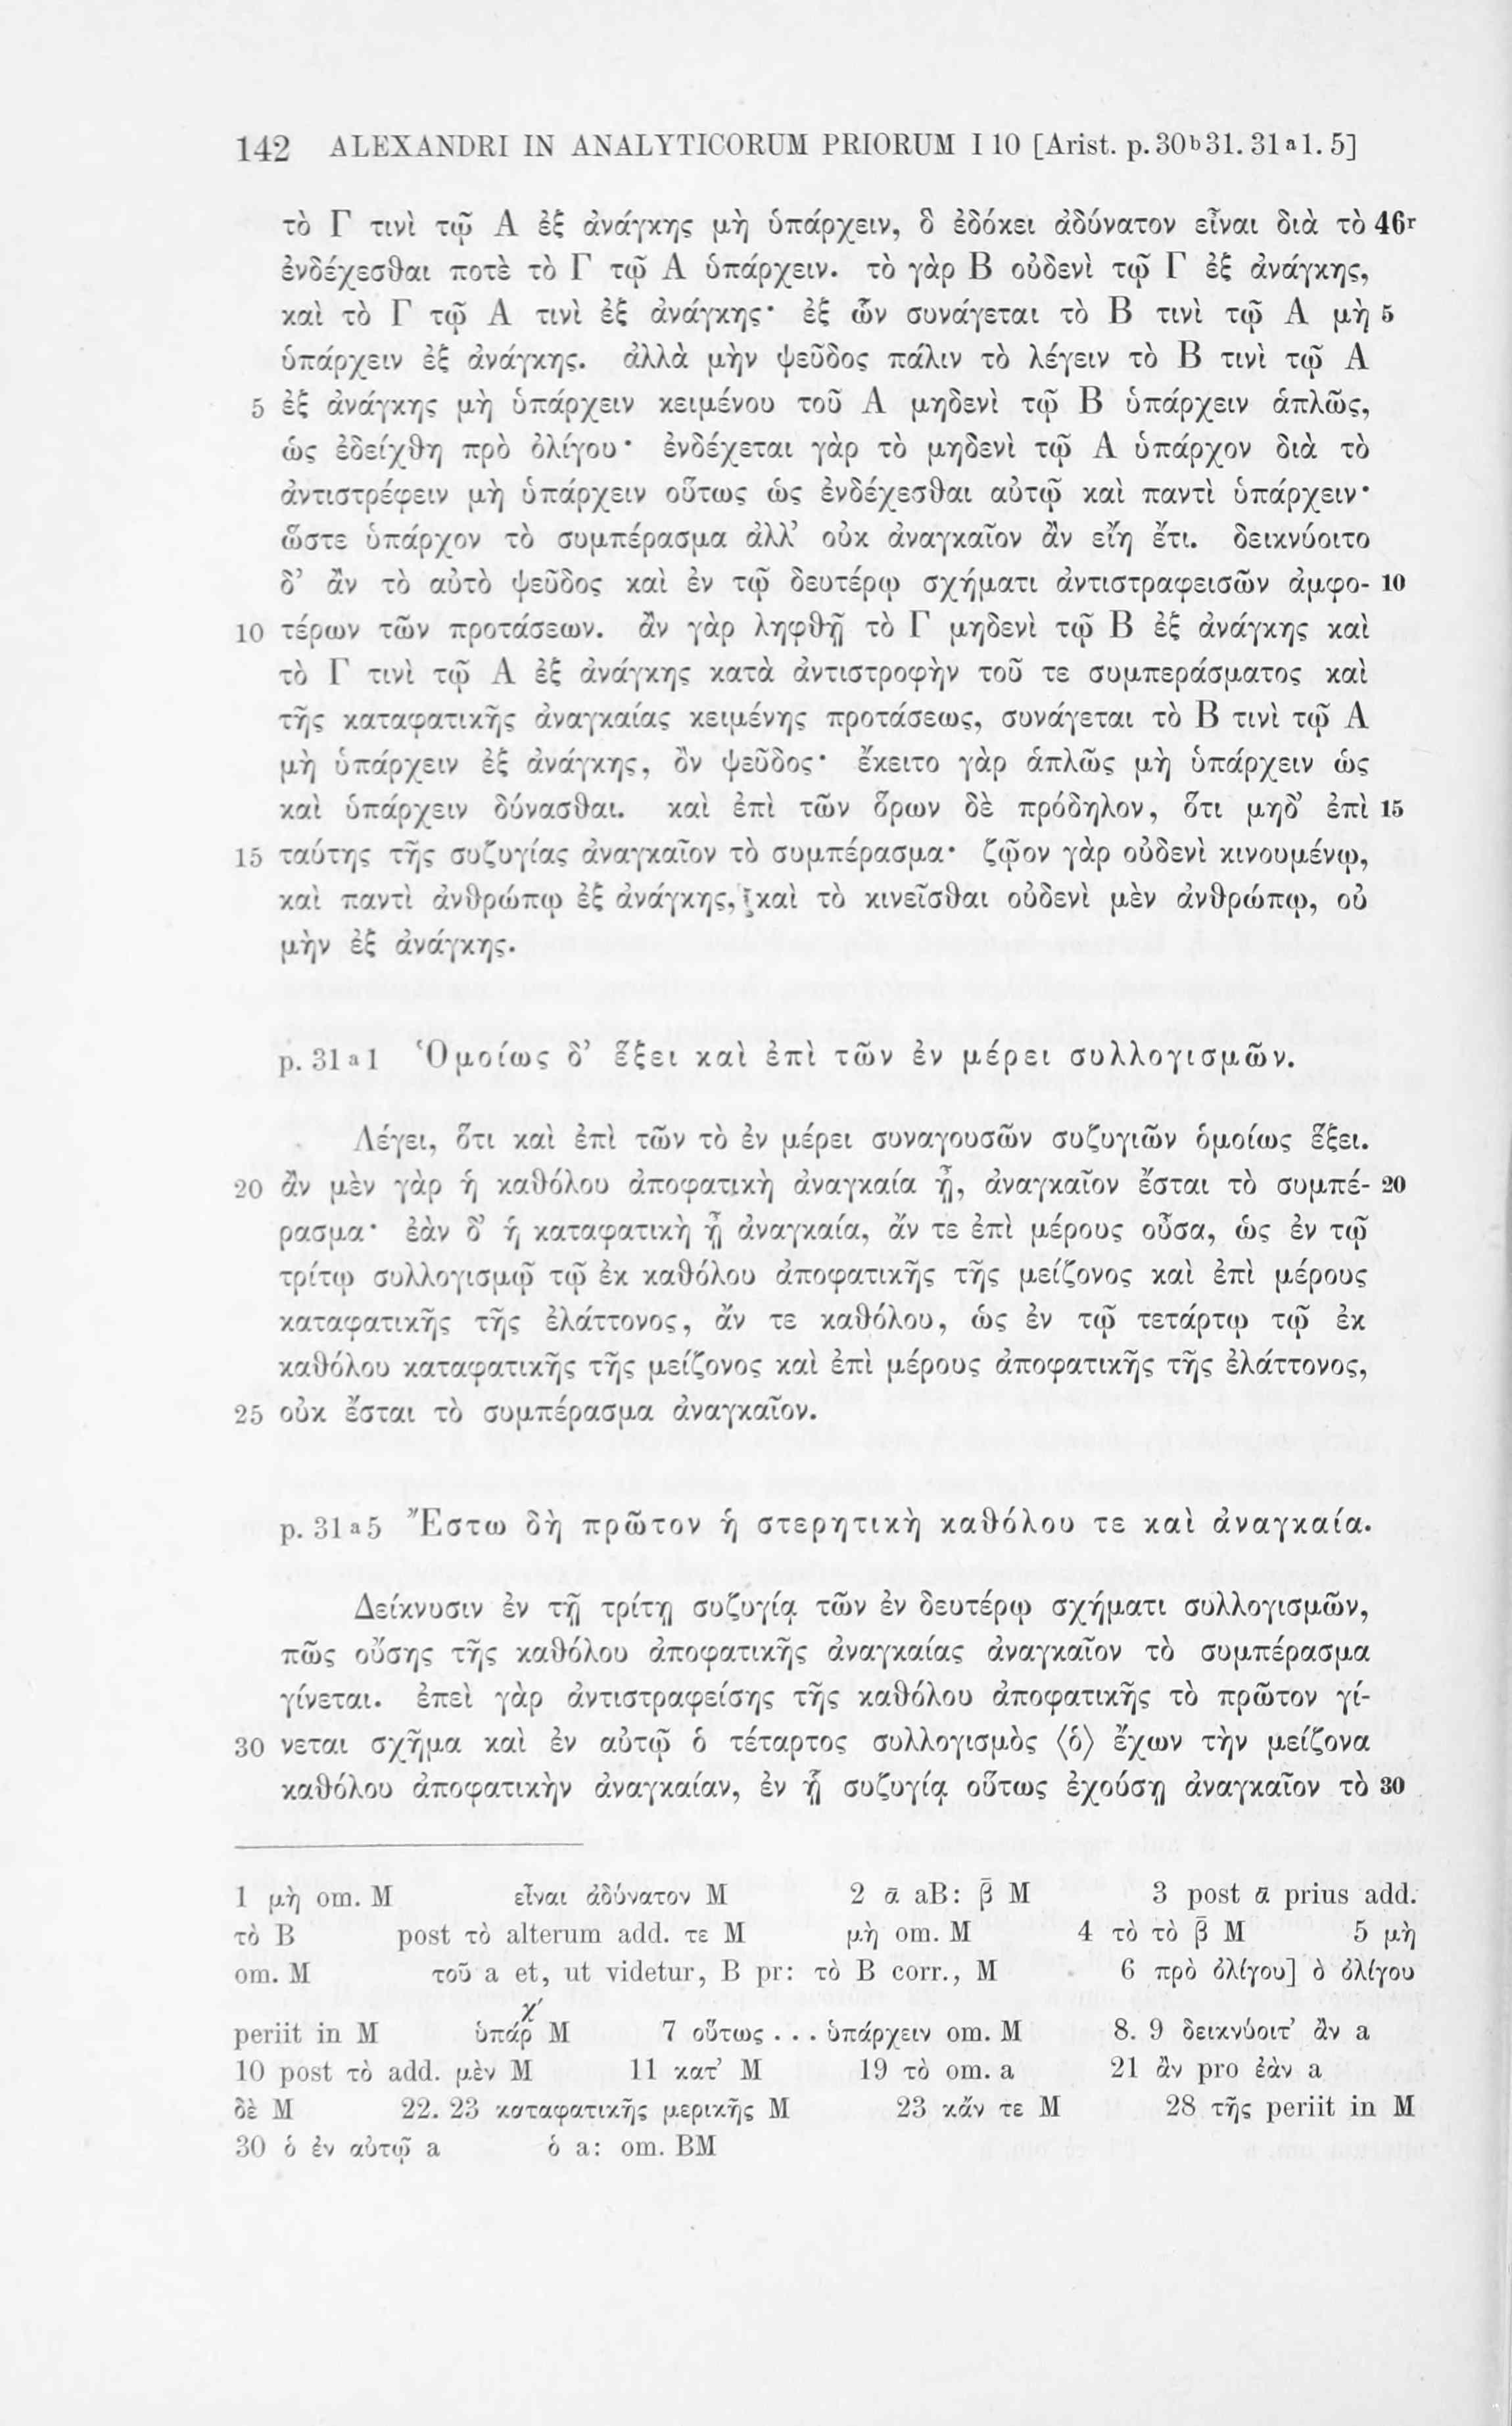 142 ALEXANDRI IN ANALYTICORUM PRIORUM I 10 [Arist. p. 30b31. 31a1. 5]
τὸ Γ τινὶ τῷ Α ἐξ ἀνάγκης μὴ ὑπάρχειν, ὃ ἐδόκει ἀδύνατον εἶναι διὰ τὸ 46r
ἐνδέχεσθαι ποτὲ τὸ Γ τῷ Α ὑπάρχειν. τὸ γὰρ Β οὐδενὶ τῷ Γ ἐξ ἀνάγκης,
καὶ τὸ Γ τῷ Α τινὶ ἐξ ἀνάγκης· ἐξ ὧν συνάγεται τὸ Β τινὶ τῷ Α μὴ 5
ὑπάρχειν ἐξ ἀνάγκης. ἀλλὰ μὴν ψεῦδος πάλιν τὸ λέγειν τὸ Β τινὶ τῷ Α
5 ἐξ ἀνάγκης μὴ ὑπάρχειν κειμένου τοῦ Α μηδενὶ τῷ Β ὑπάρχειν ἁπλῶς,
ὡς ἐδείχθη πρὸ ὀλίγου· ἐνδέχεται γὰρ τὸ μηδενὶ τῷ Α ὑπάρχον διὰ τὸ
ἀντιστρέφειν μὴ ὑπάρχειν οὕτως ὡς ἐνδέχεσθαι αὐτῷ καὶ παντὶ ὑπάρχειν·
ὥστε ὑπάρχον τὸ συμπέρασμα ἀλλ’ οὐκ ἀναγκαῖον ἂν εἴη ἔτι. δεικνύοιτο
δ’ ἂν τὸ αὐτὸ ψεῦδος καὶ ἐν τῷ δευτέρῳ σχήματι ἀντιστραφεισῶν ἀμφο- 10
10 τέρων τῶν προτάσεων. ἂν γὰρ ληφθῇ τὸ Γ μηδενὶ τῷ Β ἐξ ἀνάγκης καὶ
τὸ Γ τινὶ τῷ Α ἐξ ἀνάγκης κατὰ ἀντιστροφὴν τοῦ τε συμπεράσματος καὶ
τῆς καταφατικῆς ἀναγκαίας κειμένης προτάσεως, συνάγεται τὸ Β τινὶ τῷ Α
μὴ ὑπάρχειν ἐξ ἀνάγκης, ὂν ψεῦδος· ἔκειτο γὰρ ἁπλῶς μὴ ὑπάρχειν ὡς
καὶ ὑπάρχειν δύνασθαι. καὶ ἐπὶ τῶν ὅρων δὲ πρόδηλον, ὅτι μηδ’ ἐπὶ 15
15 ταύτης τῆς συζυγίας ἀναγκαῖον τὸ συμπέρασμα· ζῷον γὰρ οὐδενὶ κινουμένῳ,
καὶ παντὶ ἀνθρώπῳ ἐξ ἀνάγκης, καὶ τὸ κινεῖσθαι οὐδενὶ μὲν ἀνθρώπῳ, οὐ
μὴν ἐξ ἀνάγκης.
p. 31a1 Ὁμοίως δ’ ἕξει καὶ ἐπὶ τῶν ἐν μέρει συλλογισμῶν.
Λέγει, ὅτι καὶ ἐπὶ τῶν τὸ ἐν μέρει συναγουσῶν συζυγιῶν ὁμοίως ἕξει.
20 ἂν μὲν γὰρ ἡ καθόλου ἀποφατικὴ ἀναγκαία ᾖ, ἀναγκαῖον ἔσται τὸ συμπέ- 20
ρασμα· ἐὰν δ’ ἡ καταφατικὴ ᾖ ἀναγκαία, ἄν τε ἐπὶ μέρους οὖσα, ὡς ἐν τῷ
τρίτῳ συλλογισμῷ τῷ ἐκ καθόλου ἀποφατικῆς τῆς μείζονος καὶ ἐπὶ μέρους
καταφατικῆς τῆς ἐλάττονος, ἄν τε καθόλου, ὡς ἐν τῷ τετάρτῳ τῷ ἐκ
καθόλου καταφατικῆς τῆς μείζονος καὶ ἐπὶ μέρους ἀποφατικῆς τῆς ἐλάττονος,
25 οὐκ ἔσται τὸ συμπέρασμα ἀναγκαῖον.
p. 31a5 Ἔστω δὴ πρῶτον ἡ στερητικὴ καθόλου τε καὶ ἀναγκαία.
Δείκνυσιν ἐν τῇ τρίτῃ συζυγίᾳ τῶν ἐν δευτέρῳ σχήματι συλλογισμῶν,
πῶς οὔσης τῆς καθόλου ἀποφατικῆς ἀναγκαίας ἀναγκαῖον τὸ συμπέρασμα
γίνεται. ἐπεὶ γὰρ ἀντιστραφείσης τῆς καθόλου ἀποφατικῆς τὸ πρῶτον γί-
30 νεται σχῆμα καὶ ἐν αὐτῷ ὁ τέταρτος συλλογισμὸς ⟨ὁ⟩ ἔχων τὴν μείζονα
καθόλου ἀποφατικὴν ἀναγκαίαν, ἐν ᾗ συζυγίᾳ οὕτως ἐχούσῃ ἀναγκαῖον τὸ 30
1 μὴ om. M εἶναι ἀδύνατον M 2 ᾱ aB: β̄ M 3 post ᾱ prius add.
τὸ B post τὸ alterum add. τε M μὴ om. M 4 τὸ τὸ β̄ M 5 μὴ
om. M τοῦ a et, ut videtur, B pr: τὸ B corr., M 6 πρὸ ὀλίγου] ὸ ὀλίγου
periit in M ὑπάρχ M 7 οὕτως . . . ὑπάρχειν om. M 8. 9 δεικνύοιτ’ ἂν a
10 post τὸ add. μὲν M 11 κατ’ M 19 τὸ om. a 21 ἂν pro ἐὰν a
δὲ M 22. 23 καταφατικῆς μερικῆς M 23 κἄν τε M 28 τῆς periit in M
30 ὁ ἐν αὐτῷ a ὁ a: om. BM